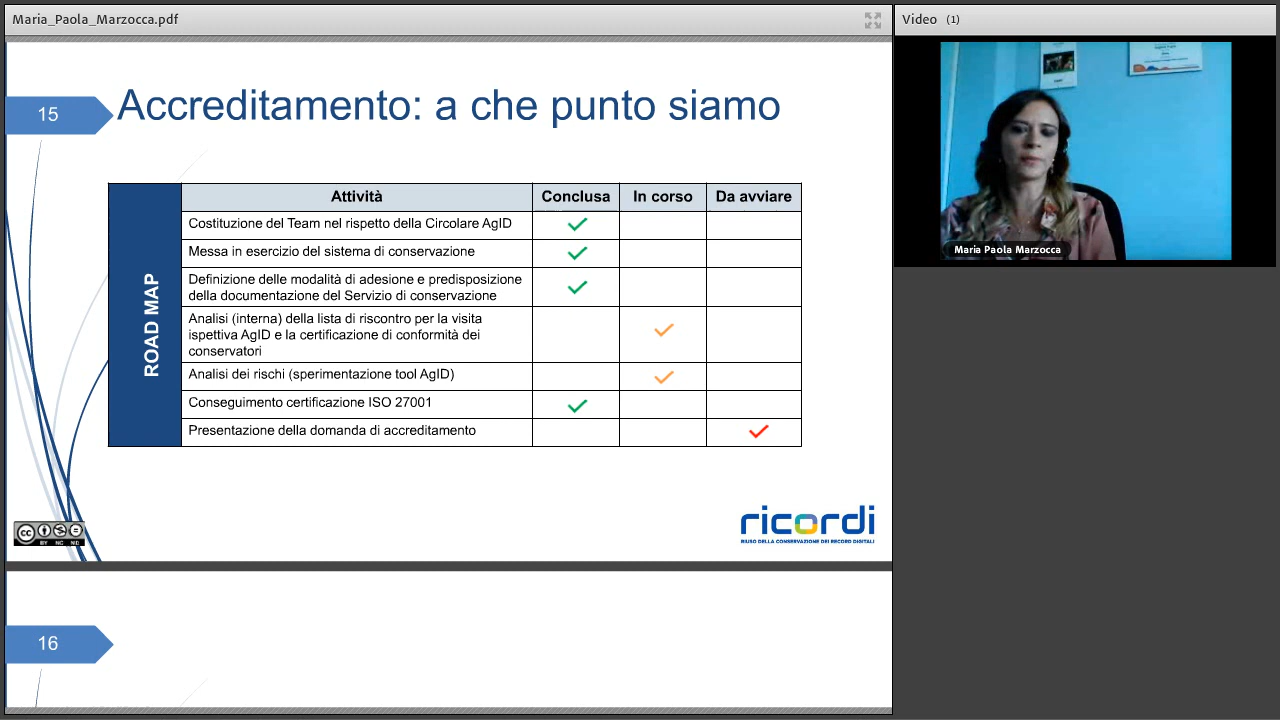 Maria_Paola_Marzocca.pdf
Video (1)
15
Accreditamento: a che punto siamo
ROAD MAP
Attività Conclusa In corso Da avviare
Costituzione del Team nel rispetto della Circolare AgID
Messa in esercizio del sistema di conservazione
Definizione delle modalità di adesione e predisposizione
della documentazione del Servizio di conservazione
Analisi (interna) della lista di riscontro per la visita
ispettiva AgID e la certificazione di conformità dei
conservatori
Analisi dei rischi (sperimentazione tool AgID)
Conseguimento certificazione ISO 27001
Presentazione della domanda di accreditamento
cc
BY NC ND
ricordi
RIUSO DELLA CONSERVAZIONE DEI RECORD DIGITALI
16
Maria Paola Marzocca